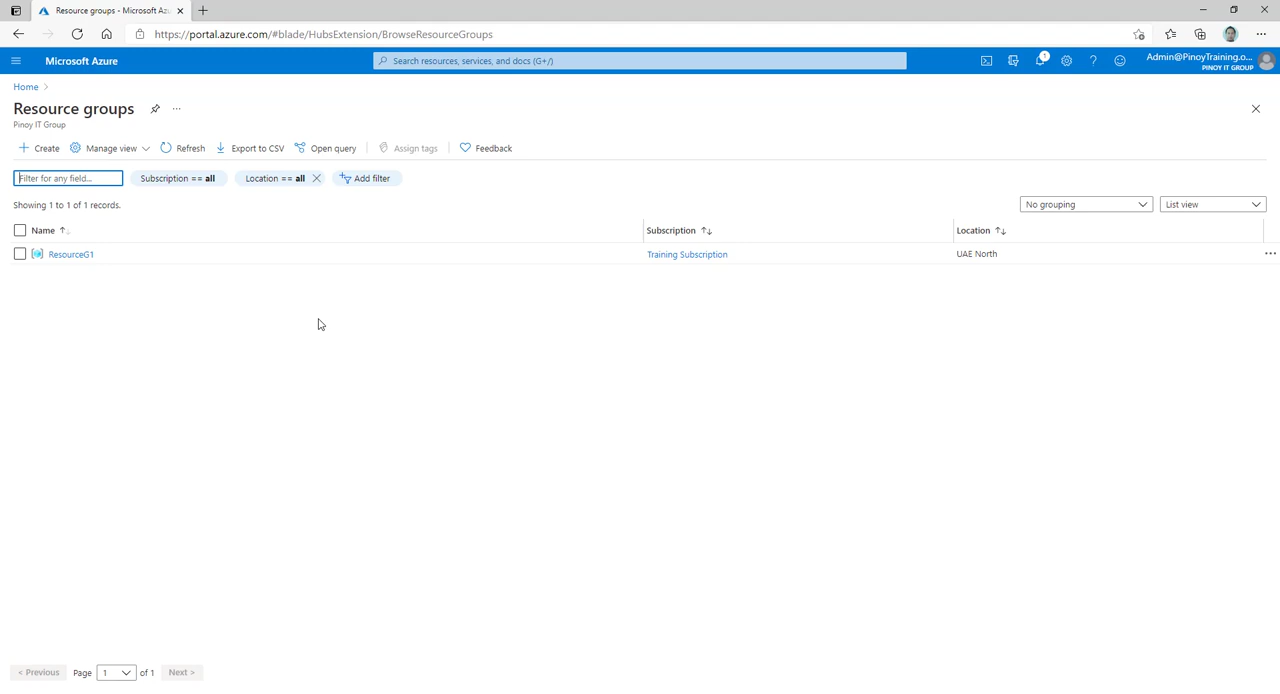 Resource groups - Microsoft Az
https://portal.azure.com/#blade/HubsExtension/BrowseResourceGroups
Microsoft Azure
Search resources, services, and docs (G+/)
1
Admin@PinoyTraining.o...
PINOY IT GROUP
Home >
Resource groups
Pinoy IT Group
Create Manage view Refresh Export to CSV Open query Assign tags Feedback
Filter for any field... Subscription == all Location == all Add filter
Showing 1 to 1 of 1 records. No grouping List view
Name Subscription Location
ResourceG1 Training Subscription UAE North
< Previous Page 1 of 1 Next >